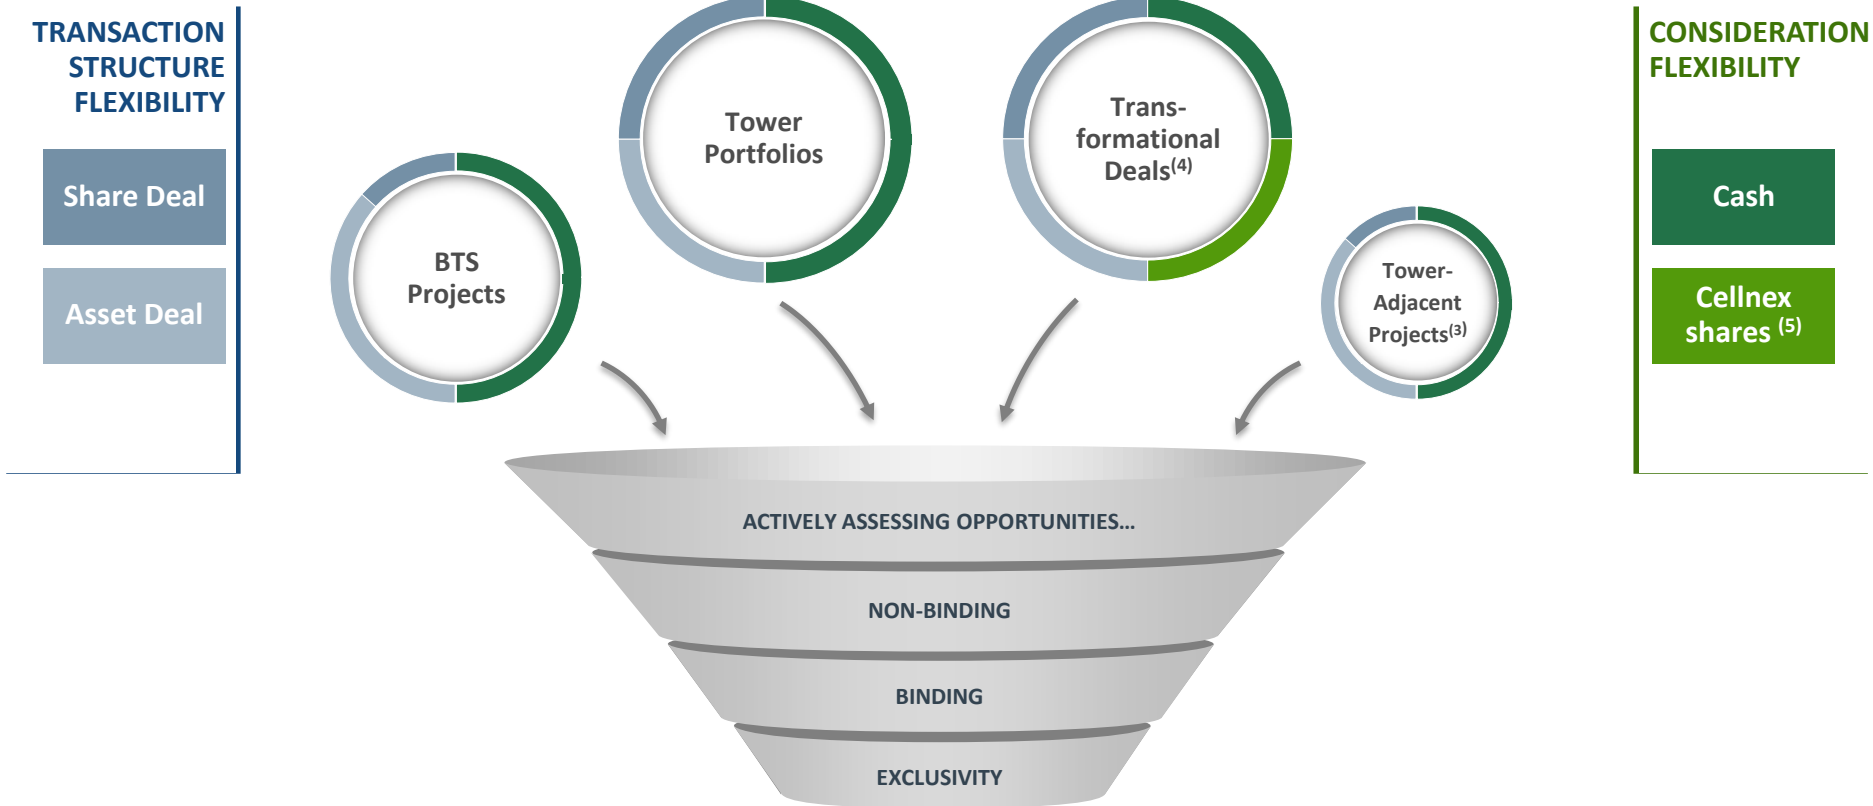 TRANSACTION
STRUCTURE
FLEXIBILITY
Share Deal
Asset Deal
BTS
Projects
Tower
Portfolios
Trans-
formational
Deals(4)
Tower-
Adjacent
Projects(3)
CONSIDERATION
FLEXIBILITY
Cash
Cellnex
shares (5)
ACTIVELY ASSESSING OPPORTUNITIES...
NON-BINDING
BINDING
EXCLUSIVITY